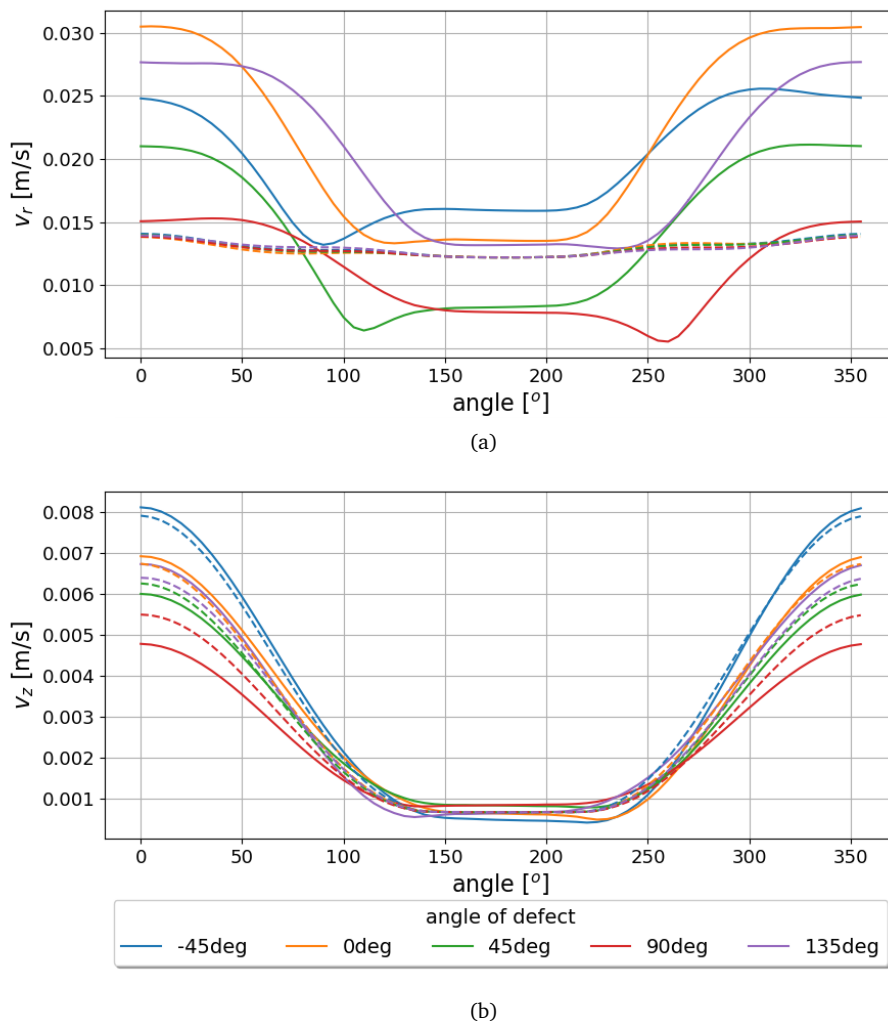 0.030
0.025
0.020
0.015
0.010
0.005
v_r [m/s]
0 50 100 150 200 250 300 350
angle [^o]
(a)
0.008
0.007
0.006
0.005
0.004
0.003
0.002
0.001
v_z [m/s]
0 50 100 150 200 250 300 350
angle [^o]
angle of defect
-45deg 0deg 45deg 90deg 135deg
(b)